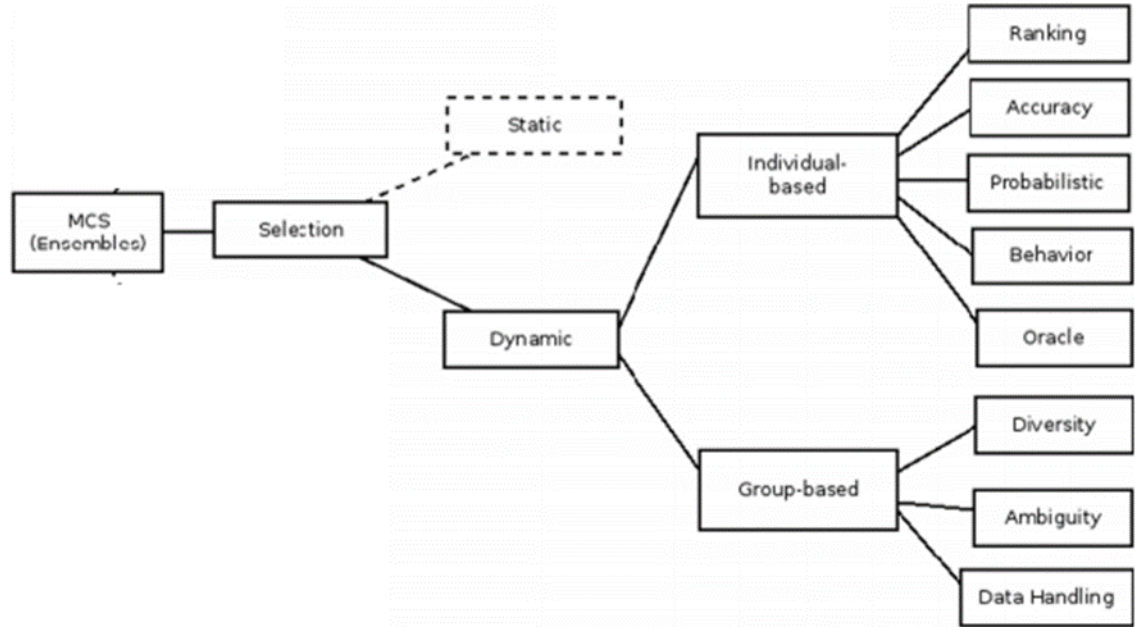 MCS
(Ensembles)
Selection
Static
Dynamic
Individual-
based
Group-based
Ranking
Accuracy
Probabilistic
Behavior
Oracle
Diversity
Ambiguity
Data Handling